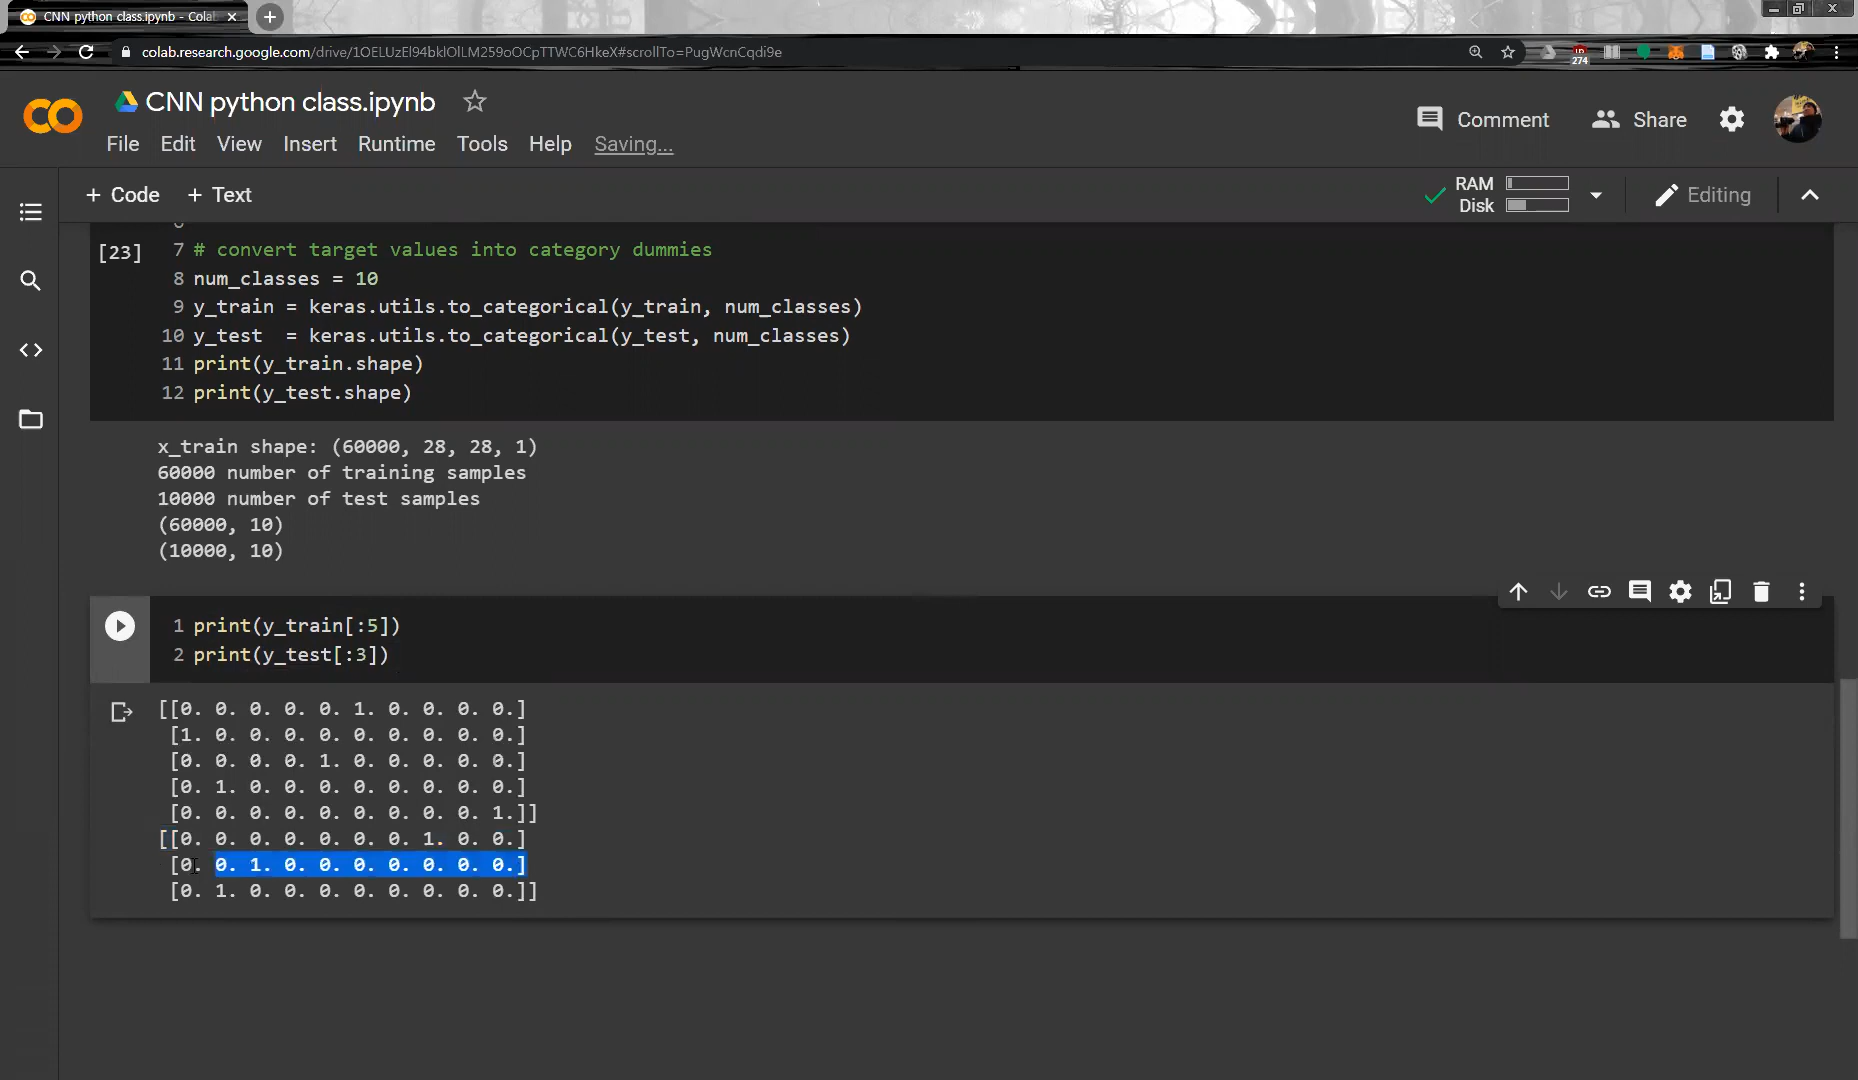 CNN python class.ipynb - Colab
colab.research.google.com/drive/1OELUzEl94bklOlLM259oOCpTTWC6HkeX#scrollTo=PugWcnCqdi9e
274
CNN python class.ipynb
Comment
Share
File Edit View Insert Runtime Tools Help Saving...
+ Code + Text
RAM
Disk
Editing
[23]
7 # convert target values into category dummies
8 num_classes = 10
9 y_train = keras.utils.to_categorical(y_train, num_classes)
10 y_test  = keras.utils.to_categorical(y_test, num_classes)
11 print(y_train.shape)
12 print(y_test.shape)
x_train shape: (60000, 28, 28, 1)
60000 number of training samples
10000 number of test samples
(60000, 10)
(10000, 10)
1 print(y_train[:5])
2 print(y_test[:3])
[[0. 0. 0. 0. 0. 1. 0. 0. 0. 0.]
[1. 0. 0. 0. 0. 0. 0. 0. 0. 0.]
[0. 0. 0. 0. 1. 0. 0. 0. 0. 0.]
[0. 1. 0. 0. 0. 0. 0. 0. 0. 0.]
[0. 0. 0. 0. 0. 0. 0. 0. 0. 1.]]
[[0. 0. 0. 0. 0. 0. 0. 1. 0. 0.]
[0. 0. 1. 0. 0. 0. 0. 0. 0. 0.]
[0. 1. 0. 0. 0. 0. 0. 0. 0. 0.]]